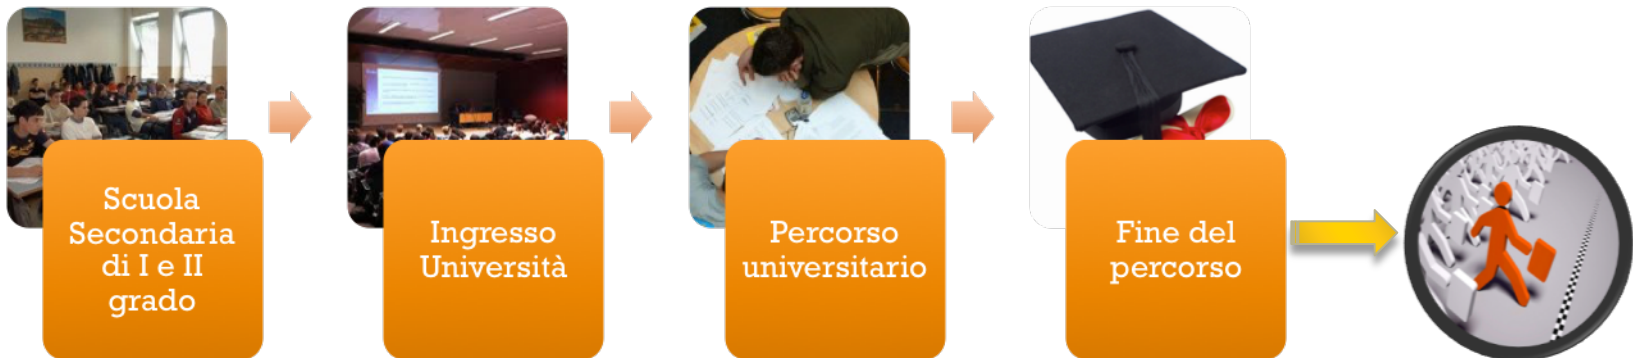 Scuola
Secondaria
di I e II
grado
Ingresso
Università
Percorso
universitario
Fine del
percorso